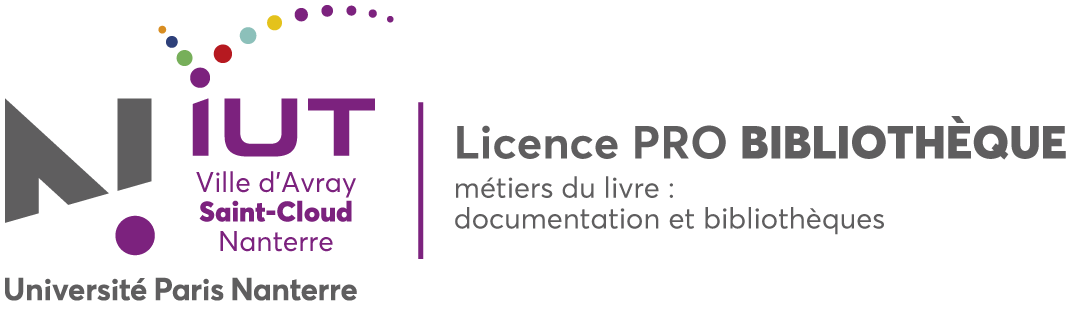 IUT
Ville d'Avray
Saint-Cloud
Nanterre
Université Paris Nanterre
Licence PRO BIBLIOTHÈQUE
métiers du livre :
documentation et bibliothèques